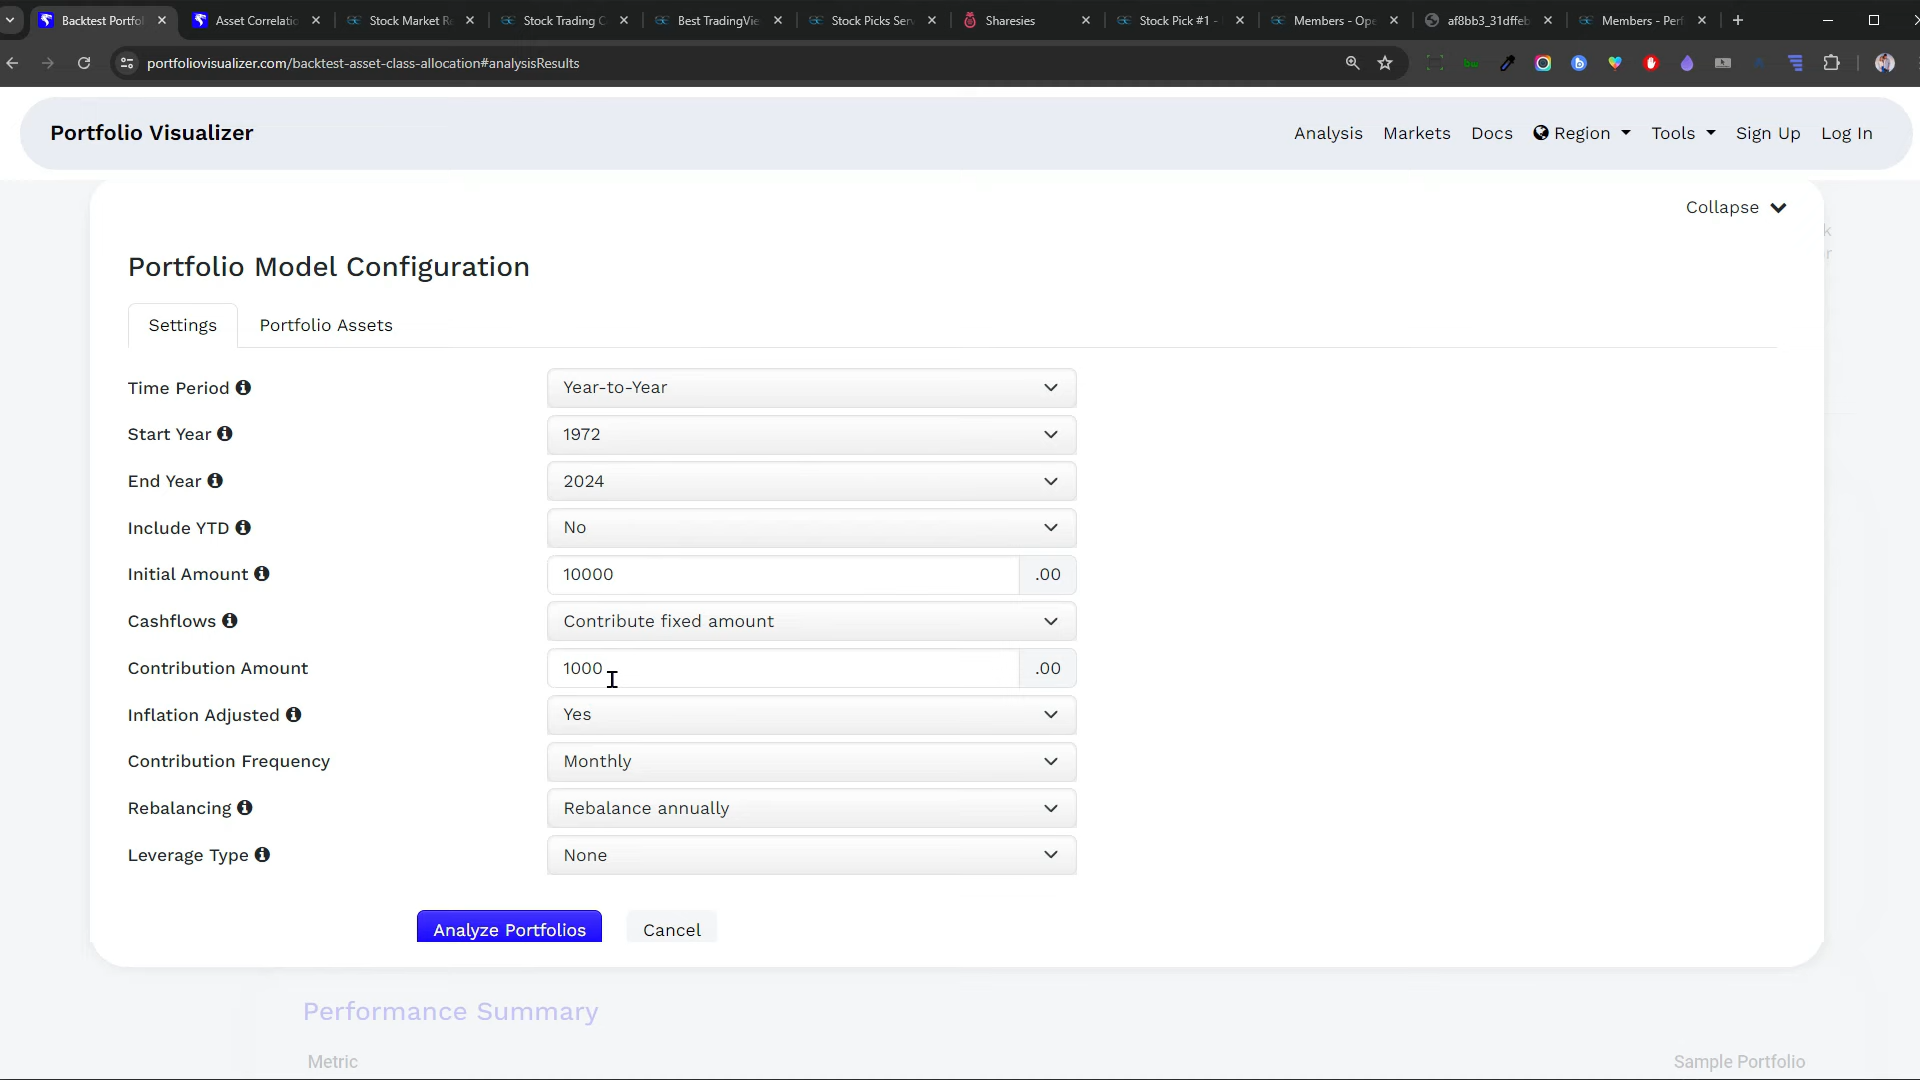 Backtest Portfol
Asset Correlatio
Stock Market R
Stock Trading C
Best TradingVie
Stock Picks Serv
Sharesies
Stock Pick #1 -
Members - Ope
af8bb3_31dffeb
Members - Perf
portfoliovisualizer.com/backtest-asset-class-allocation#analysisResults
Portfolio Visualizer
Analysis
Markets
Docs
Region
Tools
Sign Up
Log In
Collapse
Portfolio Model Configuration
Settings
Portfolio Assets
Time Period
Year-to-Year
Start Year
1972
End Year
2024
Include YTD
No
Initial Amount
10000
.00
Cashflows
Contribute fixed amount
Contribution Amount
1000
.00
Inflation Adjusted
Yes
Contribution Frequency
Monthly
Rebalancing
Rebalance annually
Leverage Type
None
Analyze Portfolios
Cancel
Performance Summary
Metric
Sample Portfolio